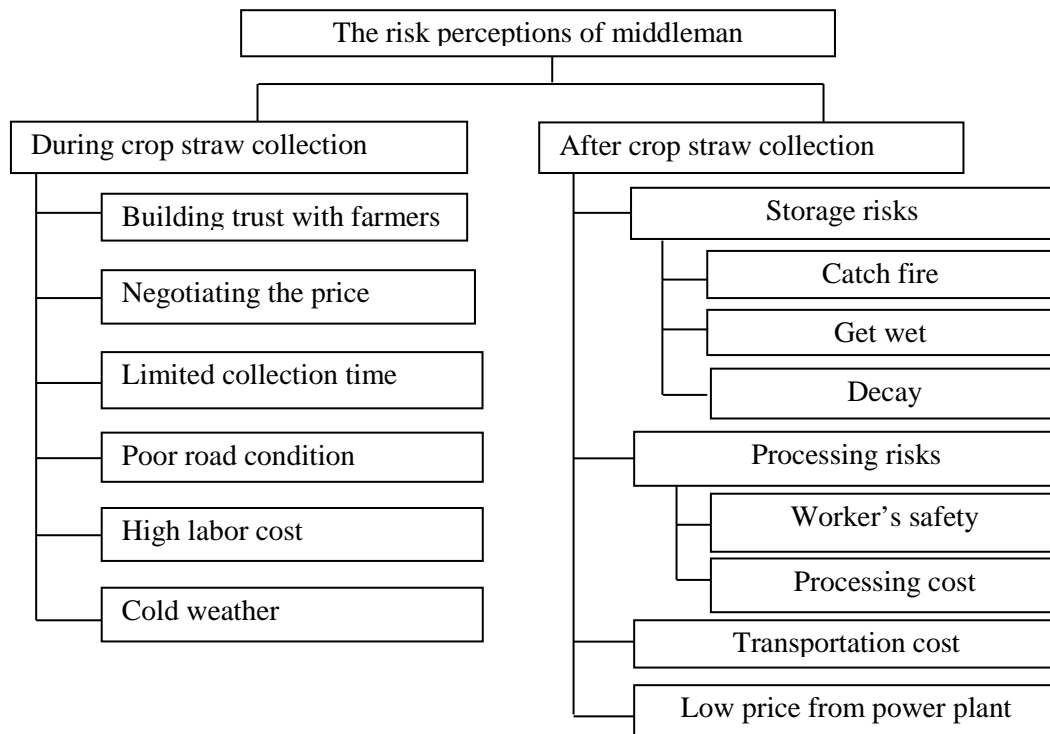 The risk perceptions of middleman
During crop straw collection
Building trust with farmers
Negotiating the price
Limited collection time
Poor road condition
High labor cost
Cold weather
After crop straw collection
Storage risks
Catch fire
Get wet
Decay
Processing risks
Worker’s safety
Processing cost
Transportation cost
Low price from power plant